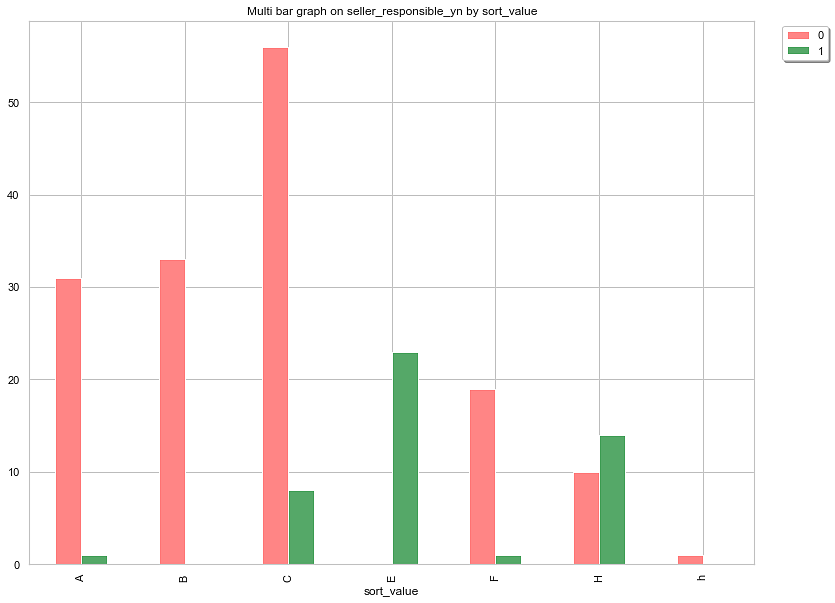 Multi bar graph on seller_responsible_yn by sort_value
0
1
50
40
30
20
10
0
A
B
C
E
F
H
h
sort_value